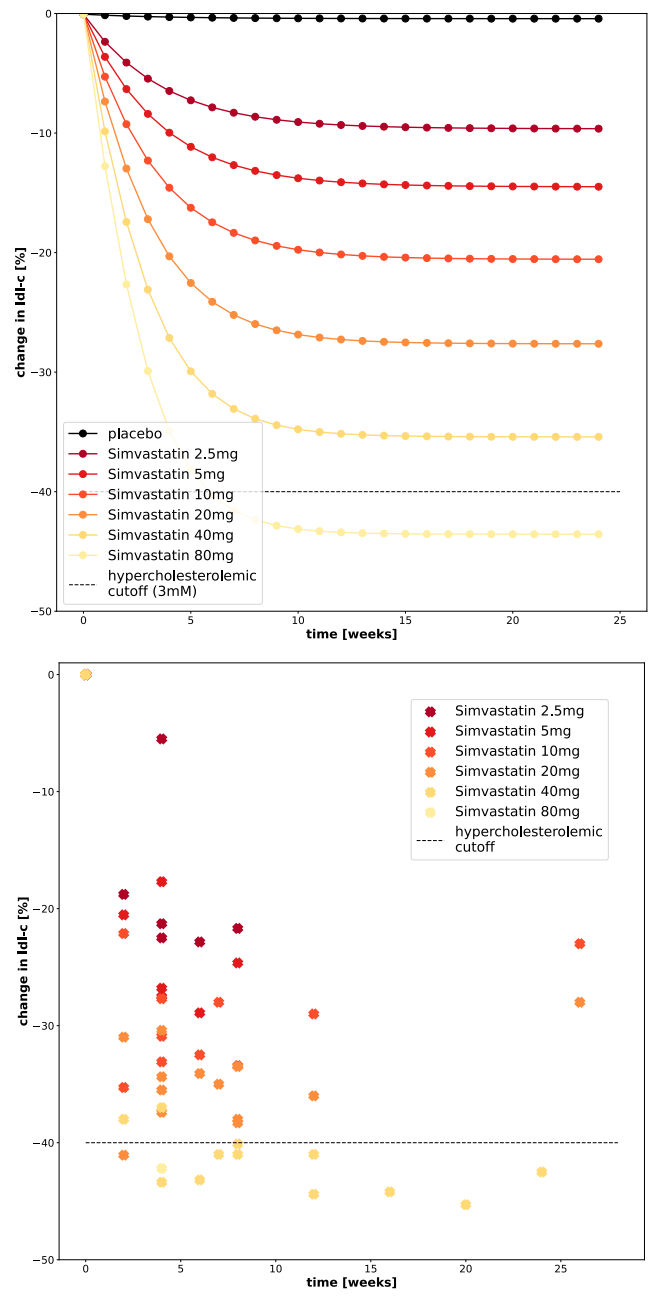 0
−10
−20
−30
−40
−50
change in ldl-c [%]
placebo
Simvastatin 2.5mg
Simvastatin 5mg
Simvastatin 10mg
Simvastatin 20mg
Simvastatin 40mg
Simvastatin 80mg
hypercholesterolemic
cutoff (3mM)
0 5 10 15 20 25
time [weeks]
0
−10
−20
−30
−40
−50
change in ldl-c [%]
Simvastatin 2.5mg
Simvastatin 5mg
Simvastatin 10mg
Simvastatin 20mg
Simvastatin 40mg
Simvastatin 80mg
hypercholesterolemic
cutoff
0 5 10 15 20 25
time [weeks]